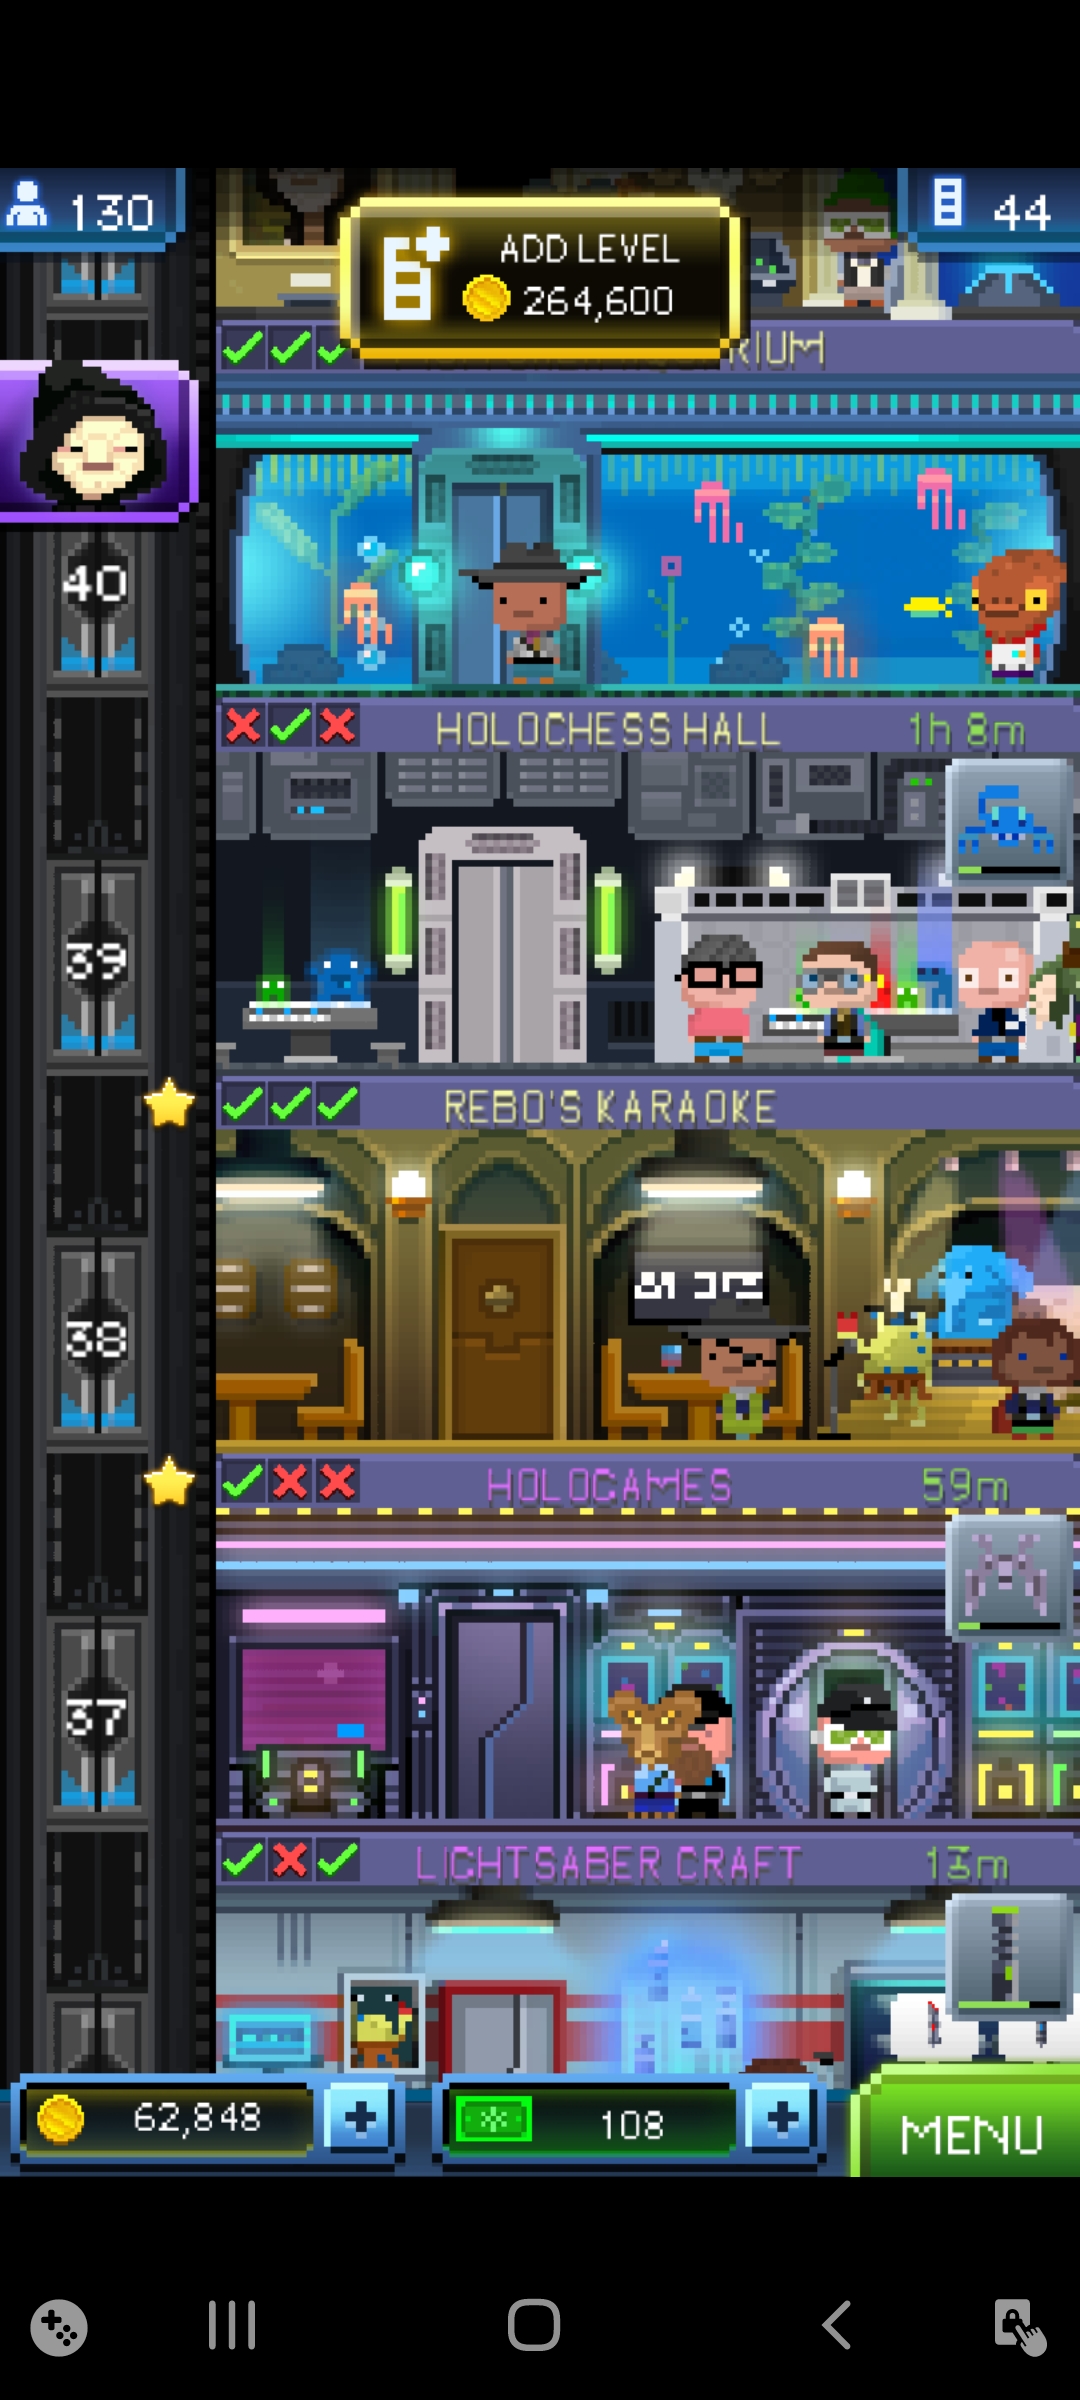 130
ADD LEVEL
264,600
44
RIUM
40
HOLOCHESS HALL
1h 8m
39
REBO'S KARAOKE
38
HOLOGAMES
59m
37
LIGHTSABER CRAFT
13m
62,848
108
MENU